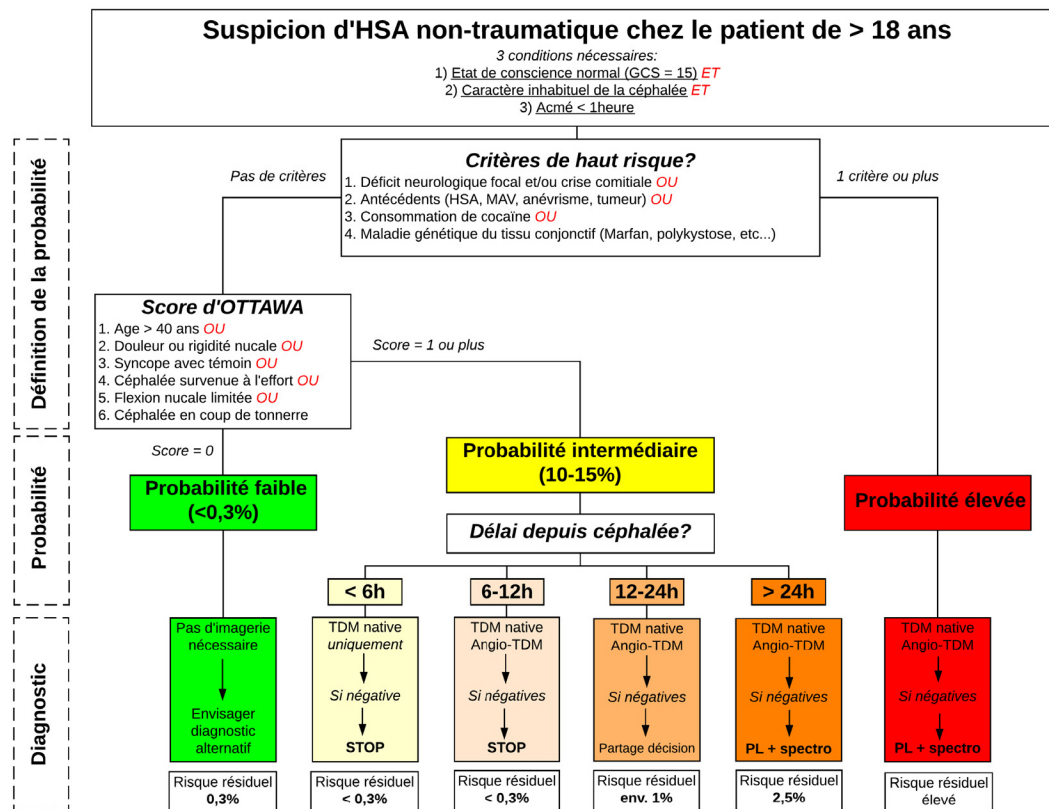 Suspicion d'HSA non-traumatique chez le patient de > 18 ans
3 conditions nécessaires:
1) Etat de conscience normal (GCS = 15) ET
2) Caractère inhabituel de la céphalée ET
3) Acmé < 1heure
Définition de la probabilité
Pas de critères
Critères de haut risque?
1. Déficit neurologique focal et/ou crise comitiale OU
2. Antécédents (HSA, MAV, anévrisme, tumeur) OU
3. Consommation de cocaïne OU
4. Maladie génétique du tissu conjonctif (Marfan, polykystose, etc...)
1 critère ou plus
Score d'OTTAWA
1. Age > 40 ans OU
2. Douleur ou rigidité nucale OU
3. Syncope avec témoin OU
4. Céphalée survenue à l'effort OU
5. Flexion nucale limitée OU
6. Céphalée en coup de tonnerre
Score = 1 ou plus
Score = 0
Probabilité
Probabilité faible
(<0,3%)
Probabilité intermédiaire
(10-15%)
Probabilité élevée
Délai depuis céphalée?
< 6h
6-12h
12-24h
> 24h
Diagnostic
Pas d'imagerie
nécessaire
Envisager
diagnostic
alternatif
TDM native
uniquement
Si négative
STOP
TDM native
Angio-TDM
Si négatives
STOP
TDM native
Angio-TDM
Si négatives
Partage décision
TDM native
Angio-TDM
Si négatives
PL + spectro
TDM native
Angio-TDM
Si négatives
PL + spectro
Risque résiduel
0,3%
Risque résiduel
< 0,3%
Risque résiduel
< 0,3%
Risque résiduel
env. 1%
Risque résiduel
2,5%
Risque résiduel
élevé